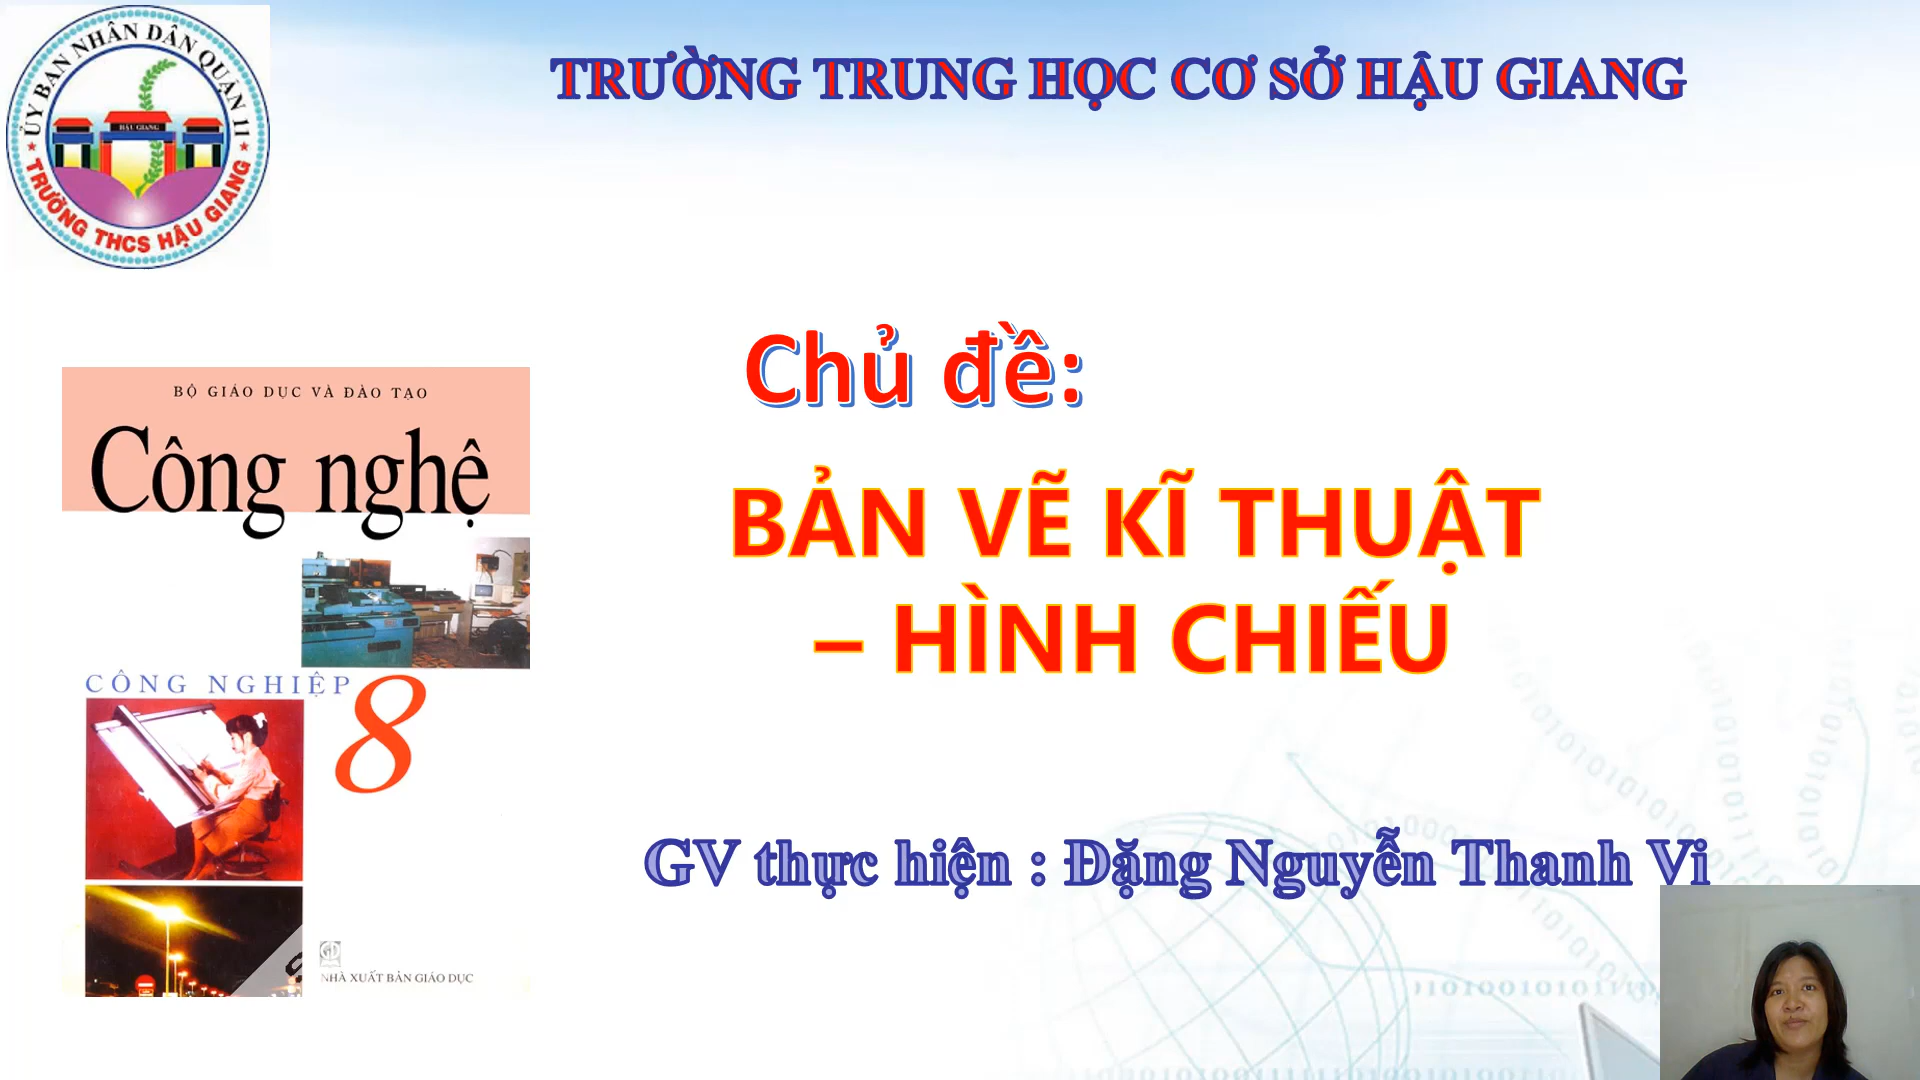 ỦY BAN NHÂN DÂN QUẬN 11
HẬU GIANG
TRƯỜNG THCS HẬU GIANG
TRƯỜNG TRUNG HỌC CƠ SỞ HẬU GIANG
Chủ đề:
BẢN VẼ KĨ THUẬT
– HÌNH CHIẾU
BỘ GIÁO DỤC VÀ ĐÀO TẠO
Công nghệ
CÔNG NGHIỆP
8
NHÀ XUẤT BẢN GIÁO DỤC
GV thực hiện : Đặng Nguyễn Thanh Vi